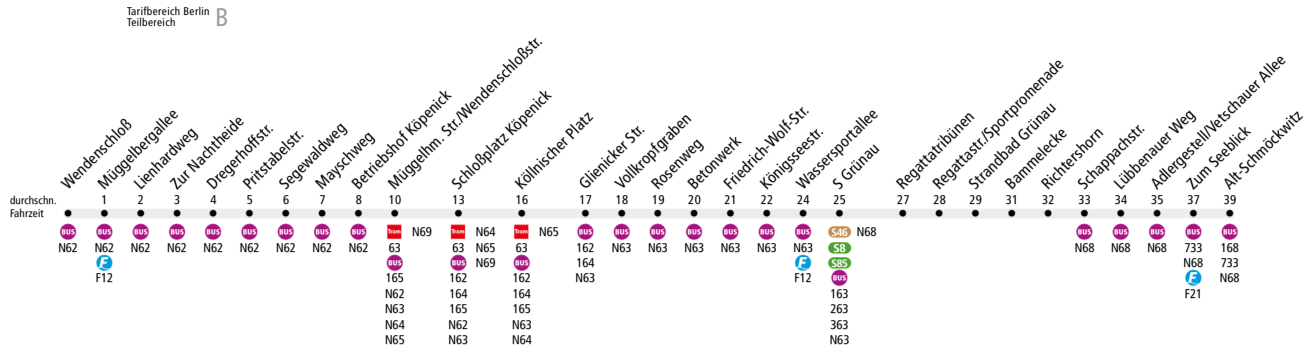 Tarifbereich Berlin
Teilbereich B
Wendenschloß
Müggelbergallee
Lienhardweg
Zur Nachtheide
Dregerhoffstr.
Pritstabelstr.
Segewaldweg
Mayschweg
Betriebshof Köpenick
Müggelhm. Str./Wendenschloßstr.
Schloßplatz Köpenick
Köllnischer Platz
Glienicker Str.
Vollkropfgraben
Rosenweg
Betonwerk
Friedrich-Wolf-Str.
Königsseestr.
Wassersportallee
S Grünau
Regattatribünen
Regattastr./Sportpromenade
Strandbad Grünau
Bammelecke
Richtershorn
Schappachstr.
Lübbenauer Weg
Adlergestell/Vetschauer Allee
Zum Seeblick
Alt-Schmöckwitz
durchschn. 1 2 3 4 5 6 7 8 10 13 16 17 18 19 20 21 22 24 25 27 28 29 31 32 33 34 35 37 39
Fahrzeit
BUS BUS BUS BUS BUS BUS BUS BUS BUS Tram N69 Tram N64 Tram N65 BUS BUS BUS BUS BUS BUS BUS S46 N68 BUS BUS BUS BUS BUS
N62 N62 N62 N62 N62 N62 N62 N62 N62 63 63 N65 63 162 N63 N63 N63 N63 N63 N63 S8 N68 N68 N68 733 168
F BUS BUS N69 BUS 164 F S85 N68 733
F12 165 162 162 N63 F12 BUS F N68
N62 164 164 163 F21
N63 165 165 263
N64 N62 N63 363
N65 N63 N64 N63